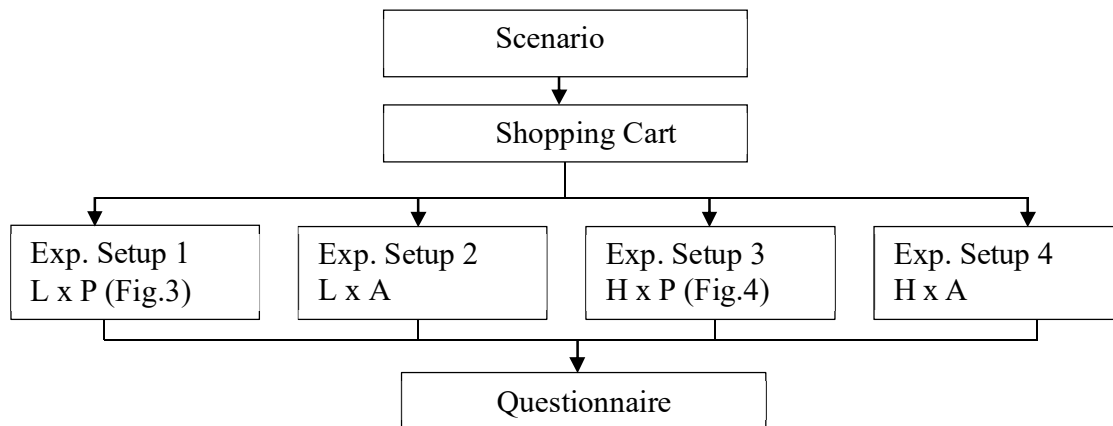 Scenario
Shopping Cart
Exp. Setup 1
L x P (Fig.3)
Exp. Setup 2
L x A
Exp. Setup 3
H x P (Fig.4)
Exp. Setup 4
H x A
Questionnaire